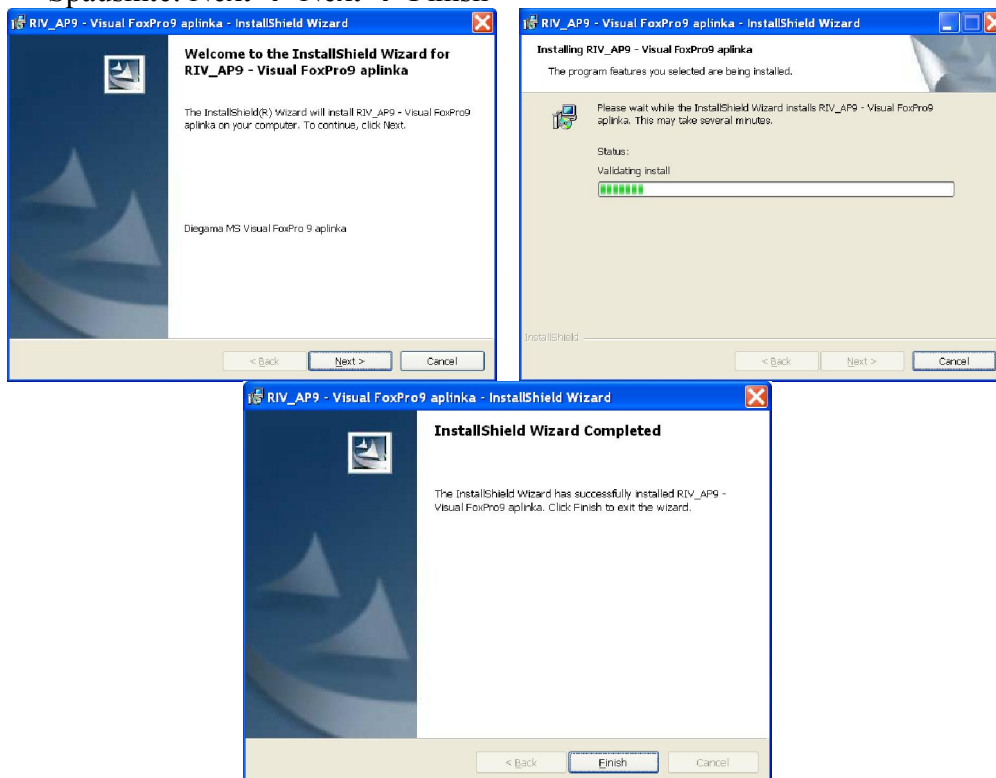 Spauskite: Next → Next → Finish
RIV_AP9 - Visual FoxPro9 aplinka - InstallShield Wizard
Welcome to the InstallShield Wizard for
RIV_AP9 - Visual FoxPro9 aplinka
The InstallShield(R) Wizard will install RIV_AP9 - Visual FoxPro9
aplinka on your computer. To continue, click Next.
Diegama MS Visual FoxPro 9 aplinka
< Back Next > Cancel
RIV_AP9 - Visual FoxPro9 aplinka - InstallShield Wizard
Installing RIV_AP9 - Visual FoxPro9 aplinka
The program features you selected are being installed.
Please wait while the InstallShield Wizard installs RIV_AP9 - Visual FoxPro9
aplinka. This may take several minutes.
Status:
Validating install
InstallShield
< Back Next > Cancel
RIV_AP9 - Visual FoxPro9 aplinka - InstallShield Wizard
InstallShield Wizard Completed
The InstallShield Wizard has successfully installed RIV_AP9 -
Visual FoxPro9 aplinka. Click Finish to exit the wizard.
< Back Finish Cancel